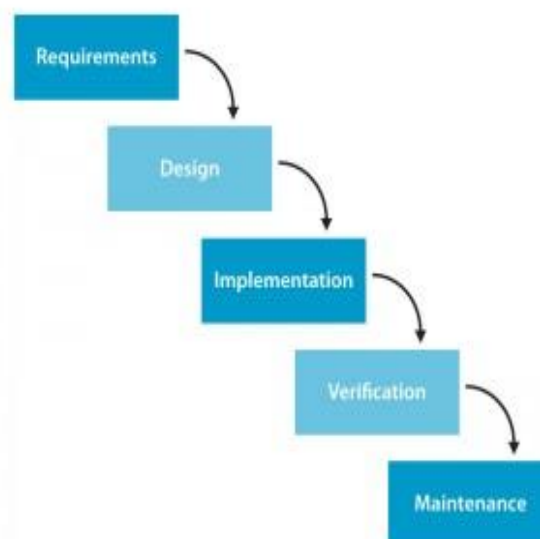 Requirements
Design
Implementation
Verification
Maintenance